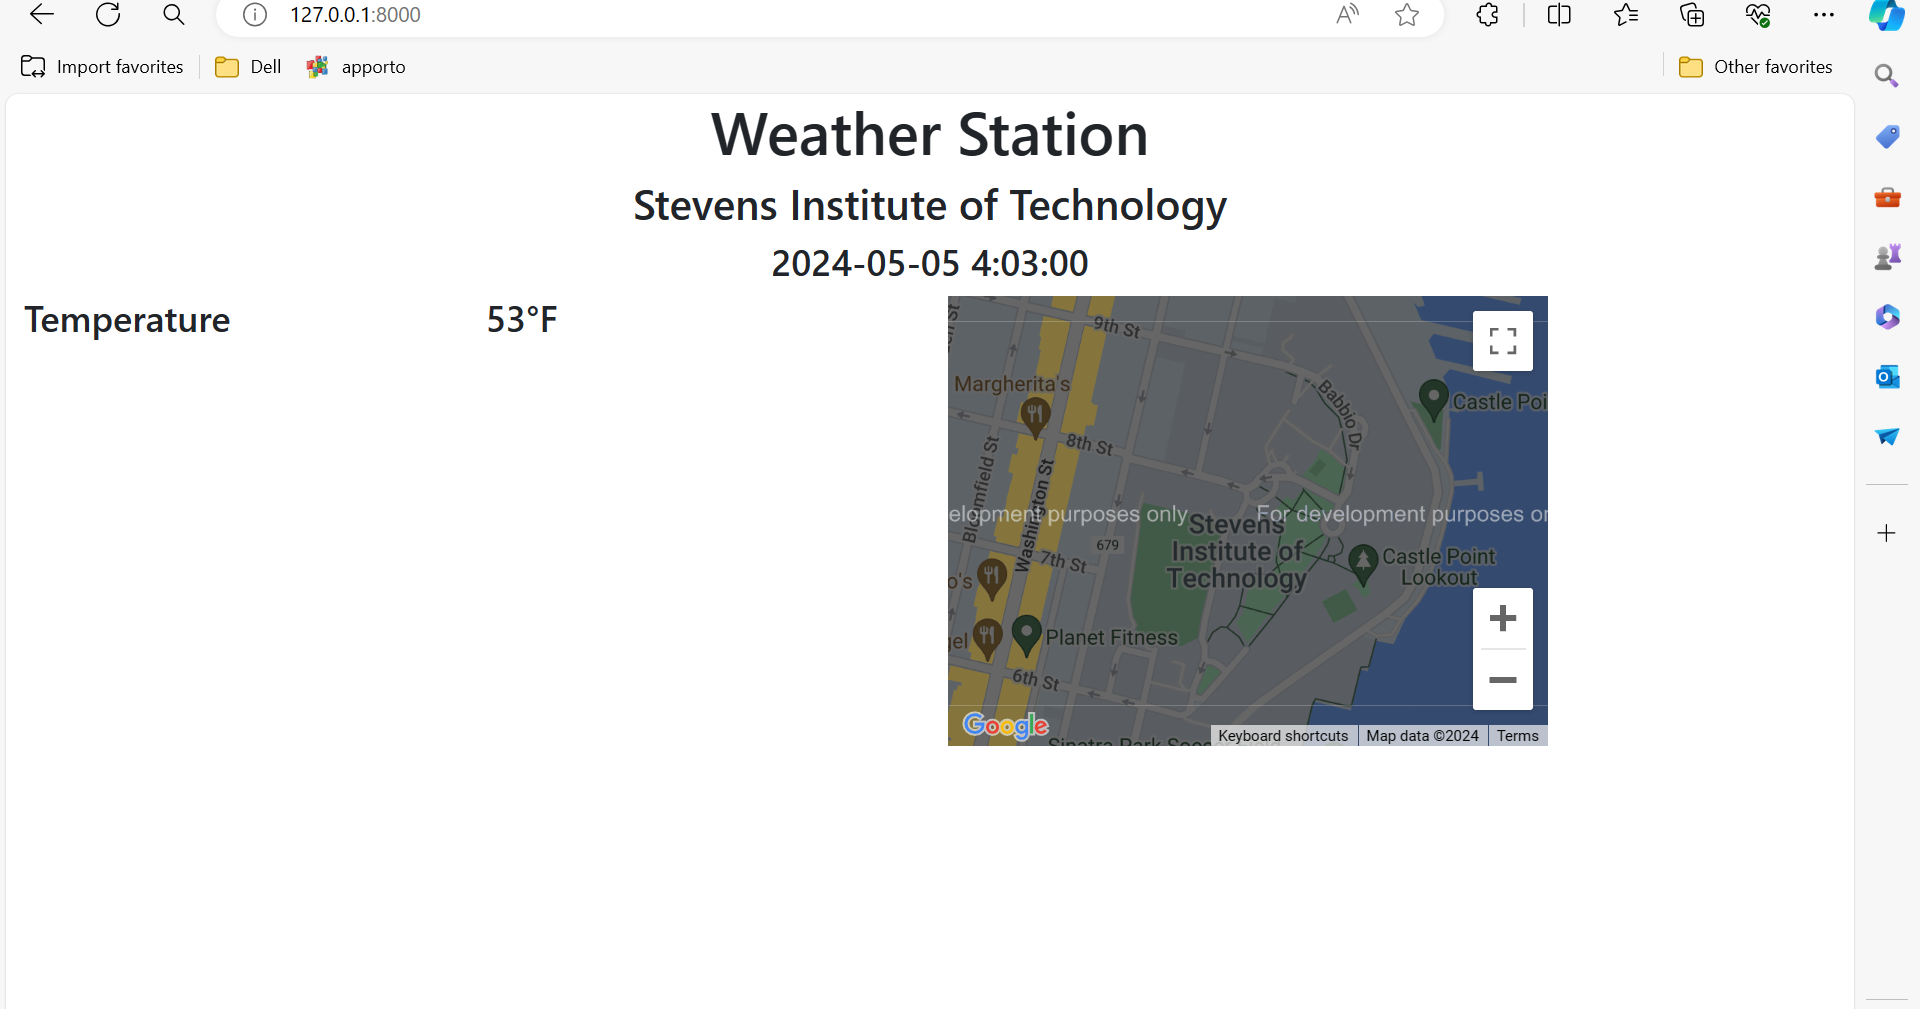 127.0.0.1:8000
Import favorites
Dell
apporto
Other favorites
Weather Station
Stevens Institute of Technology
2024-05-05 4:03:00
Temperature 53°F
9th St
Margherita's
Babbio Dr
Castle Poi
8th St
Bloomfield St
Washington St
elopment purposes only
For development purposes or
Stevens
Institute of
Technology
679
7th St
Castle Point
Lookout
o's
gel
Planet Fitness
6th St
Google
Sinatra Park
Keyboard shortcuts
Map data ©2024
Terms